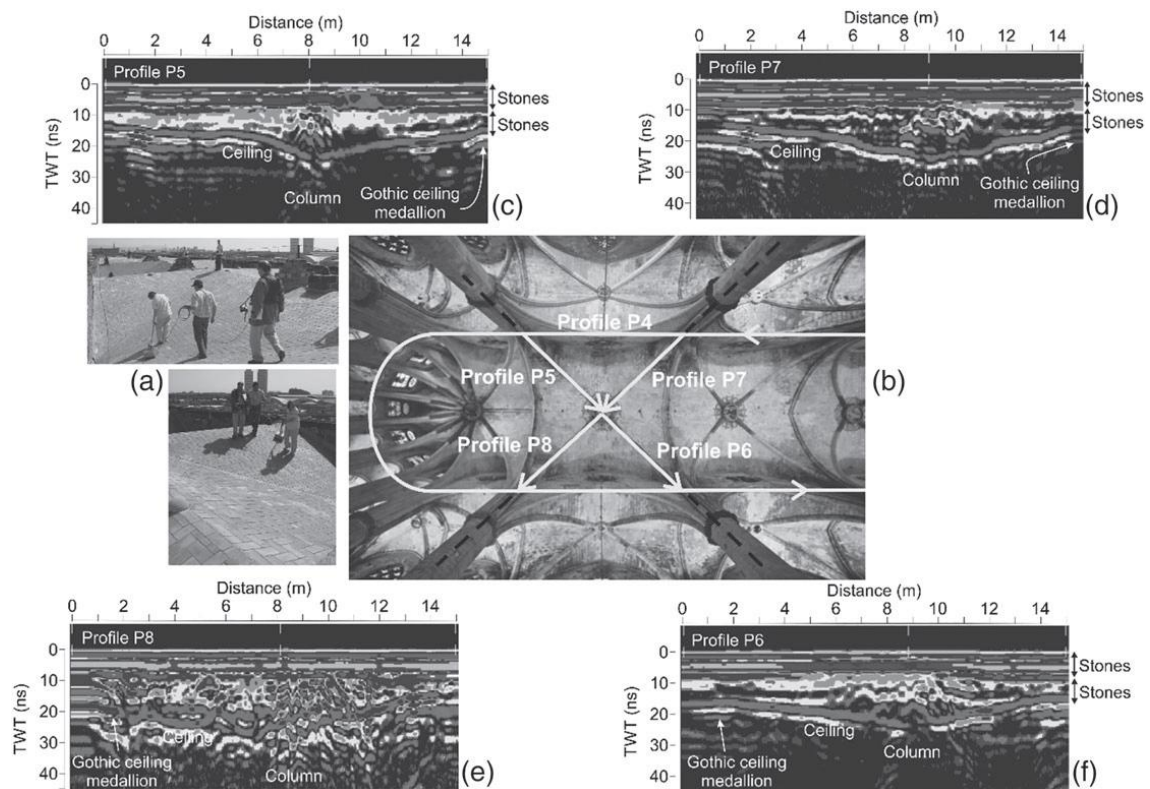 Distance (m)
0 2 4 6 8 10 12 14
Profile P5
TWT (ns)
0
10
20
30
40
Stones
Stones
Ceiling
Column
Gothic ceiling
medallion
(c)
Distance (m)
0 2 4 6 8 10 12 14
Profile P7
TWT (ns)
0
10
20
30
40
Stones
Stones
Ceiling
Column
Gothic ceiling
medallion
(d)
(a)
Profile P4
Profile P5
Profile P7
Profile P8
Profile P6
(b)
Distance (m)
0 2 4 6 8 10 12 14
Profile P8
TWT (ns)
0
10
20
30
40
Ceiling
Gothic ceiling
medallion
Column
(e)
Distance (m)
0 2 4 6 8 10 12 14
Profile P6
TWT (ns)
0
10
20
30
40
Stones
Stones
Ceiling
Gothic ceiling
medallion
Column
(f)